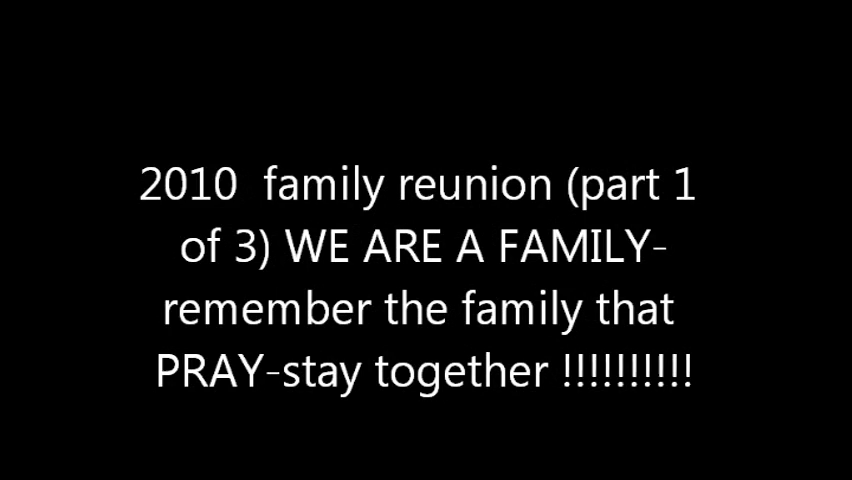 2010  family reunion (part 1
of 3) WE ARE A FAMILY-
remember the family that
PRAY-stay together !!!!!!!!!!